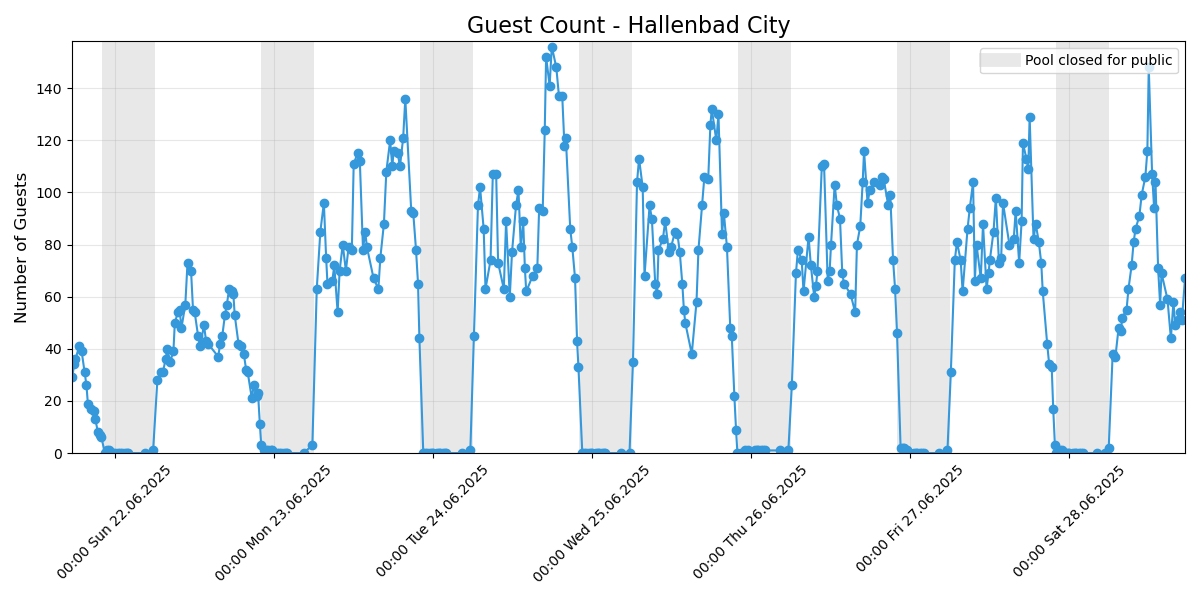 Guest Count - Hallenbad City
Pool closed for public
Number of Guests
140
120
100
80
60
40
20
0
00:00 Sun 22.06.2025
00:00 Mon 23.06.2025
00:00 Tue 24.06.2025
00:00 Wed 25.06.2025
00:00 Thu 26.06.2025
00:00 Fri 27.06.2025
00:00 Sat 28.06.2025